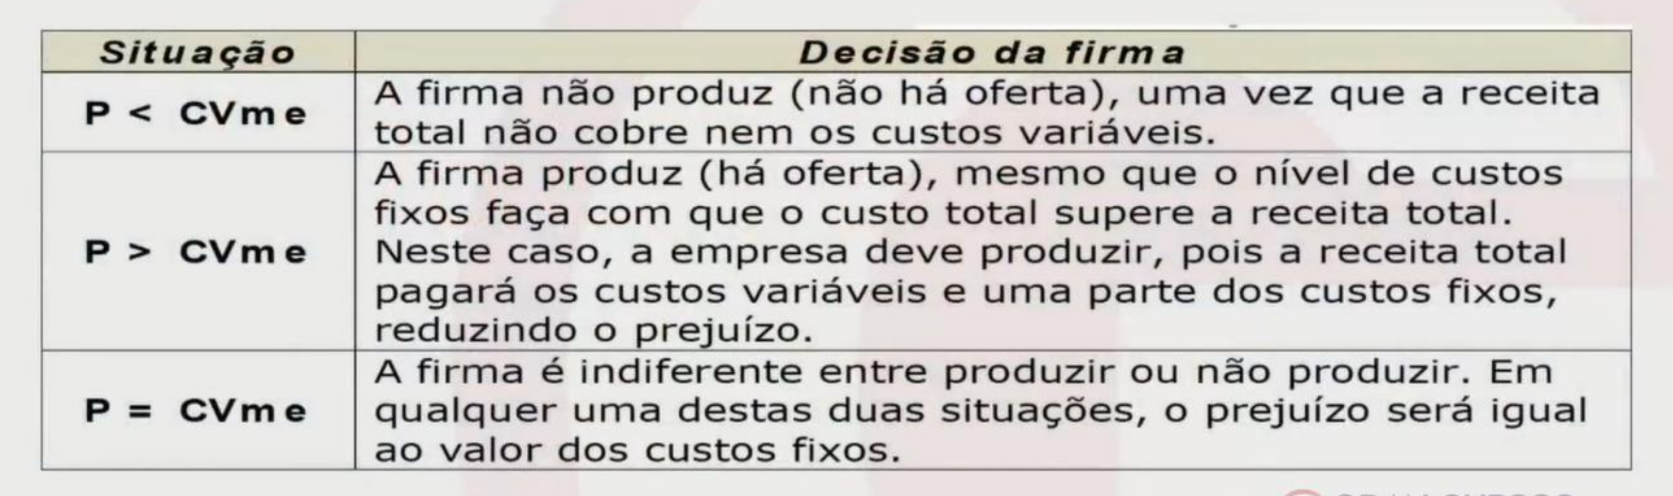 Situação
Decisão da firma
P < CVme
A firma não produz (não há oferta), uma vez que a receita
total não cobre nem os custos variáveis.
P > CVme
A firma produz (há oferta), mesmo que o nível de custos
fixos faça com que o custo total supere a receita total.
Neste caso, a empresa deve produzir, pois a receita total
pagará os custos variáveis e uma parte dos custos fixos,
reduzindo o prejuízo.
P = CVme
A firma é indiferente entre produzir ou não produzir. Em
qualquer uma destas duas situações, o prejuízo será igual
ao valor dos custos fixos.